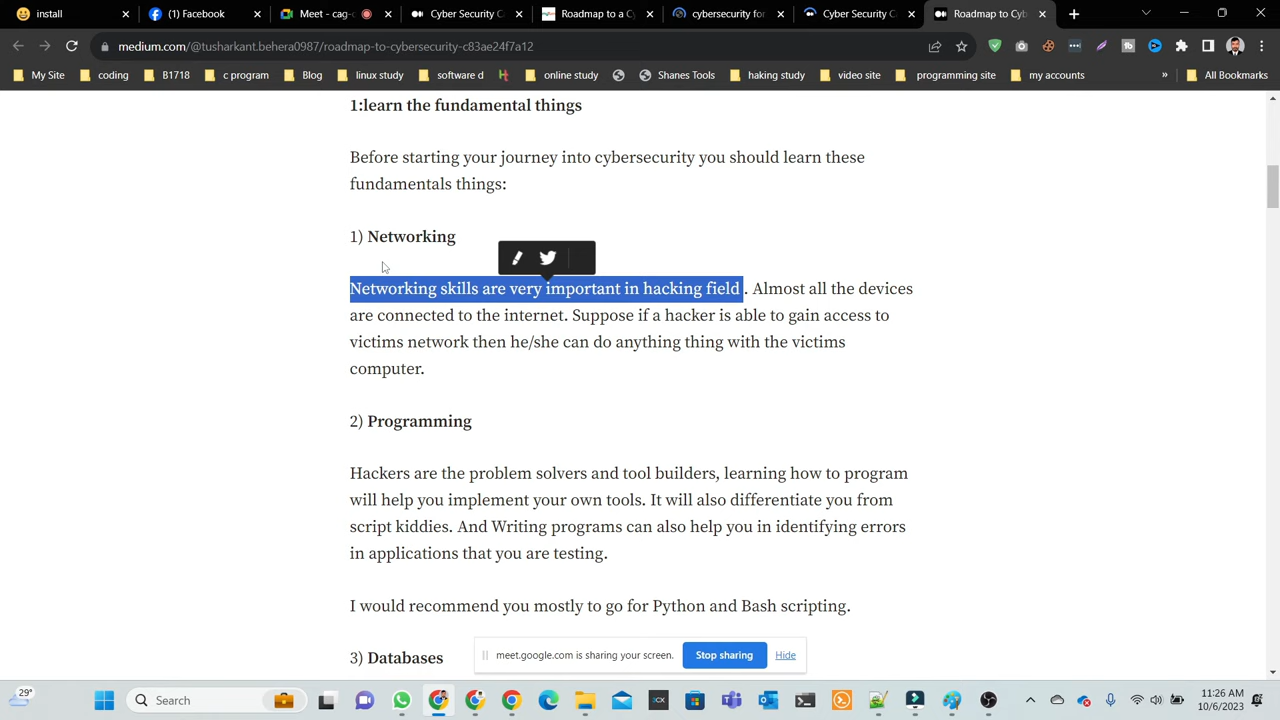 install
(1) Facebook
Meet - cag-c
Cyber Security C
Roadmap to a Cy
cybersecurity for
Cyber Security C
Roadmap to Cyb
medium.com/@tusharkant.behera0987/roadmap-to-cybersecurity-c83ae24f7a12
My Site
coding
B1718
c program
Blog
linux study
software d
online study
Shanes Tools
haking study
video site
programming site
my accounts
»
All Bookmarks
1:learn the fundamental things
Before starting your journey into cybersecurity you should learn these
fundamentals things:
1) Networking
Networking skills are very important in hacking field . Almost all the devices
are connected to the internet. Suppose if a hacker is able to gain access to
victims network then he/she can do anything thing with the victims
computer.
2) Programming
Hackers are the problem solvers and tool builders, learning how to program
will help you implement your own tools. It will also differentiate you from
script kiddies. And Writing programs can also help you in identifying errors
in applications that you are testing.
I would recommend you mostly to go for Python and Bash scripting.
3) Databases
meet.google.com is sharing your screen.
Stop sharing
Hide
29°
Search
11:26 AM
10/6/2023